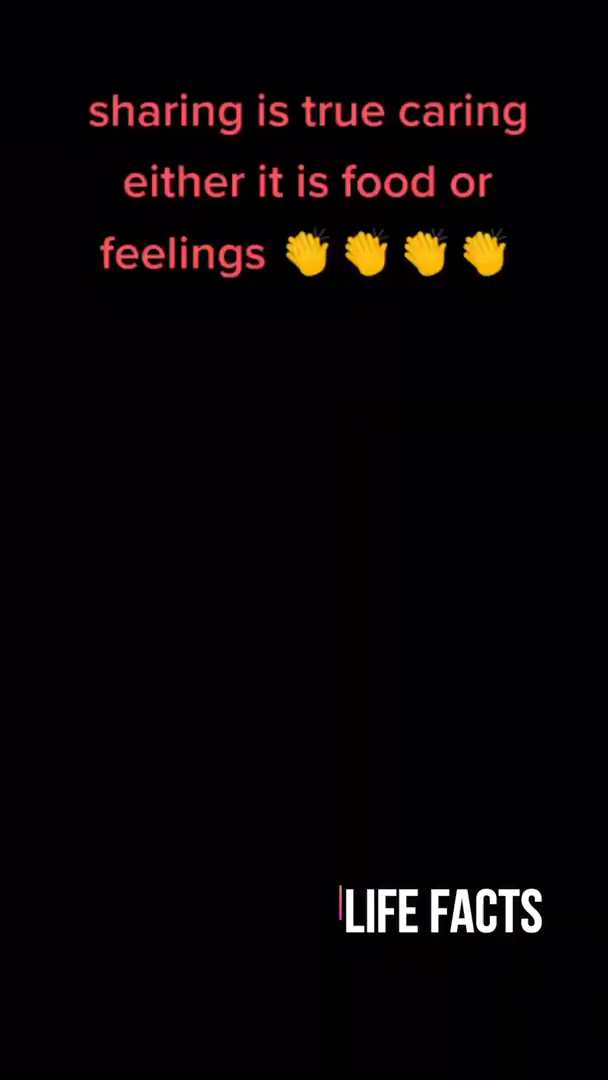 sharing is true caring
either it is food or
feelings 👏 👏 👏 👏
LIFE FACTS